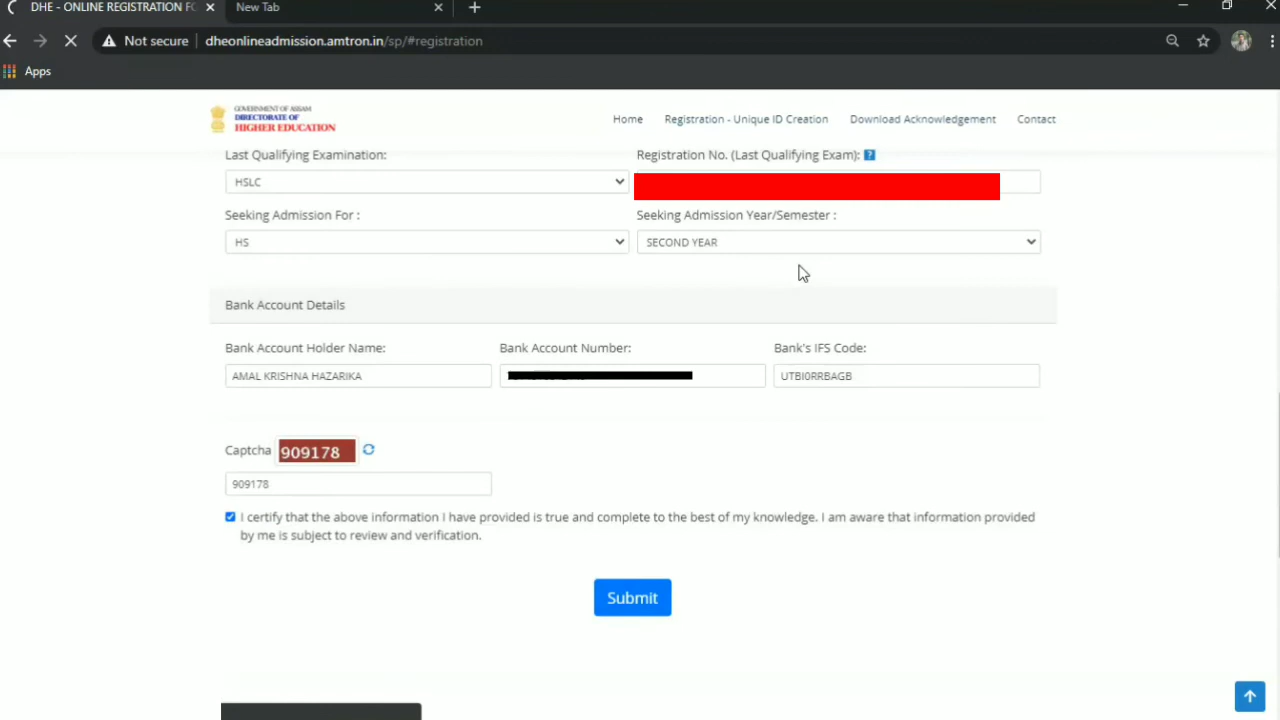 DHE - ONLINE REGISTRATION FO
New Tab
Not secure
dheonlineadmission.amtron.in/sp/#registration
Apps
GOVERNMENT OF ASSAM
DIRECTORATE OF
HIGHER EDUCATION
Home
Registration - Unique ID Creation
Download Acknowledgement
Contact
Last Qualifying Examination:
Registration No. (Last Qualifying Exam):
HSLC
Seeking Admission For :
Seeking Admission Year/Semester :
HS
SECOND YEAR
Bank Account Details
Bank Account Holder Name:
Bank Account Number:
Bank's IFS Code:
AMAL KRISHNA HAZARIKA
UTBI0RRBAGB
Captcha
909178
909178
I certify that the above information I have provided is true and complete to the best of my knowledge. I am aware that information provided
by me is subject to review and verification.
Submit